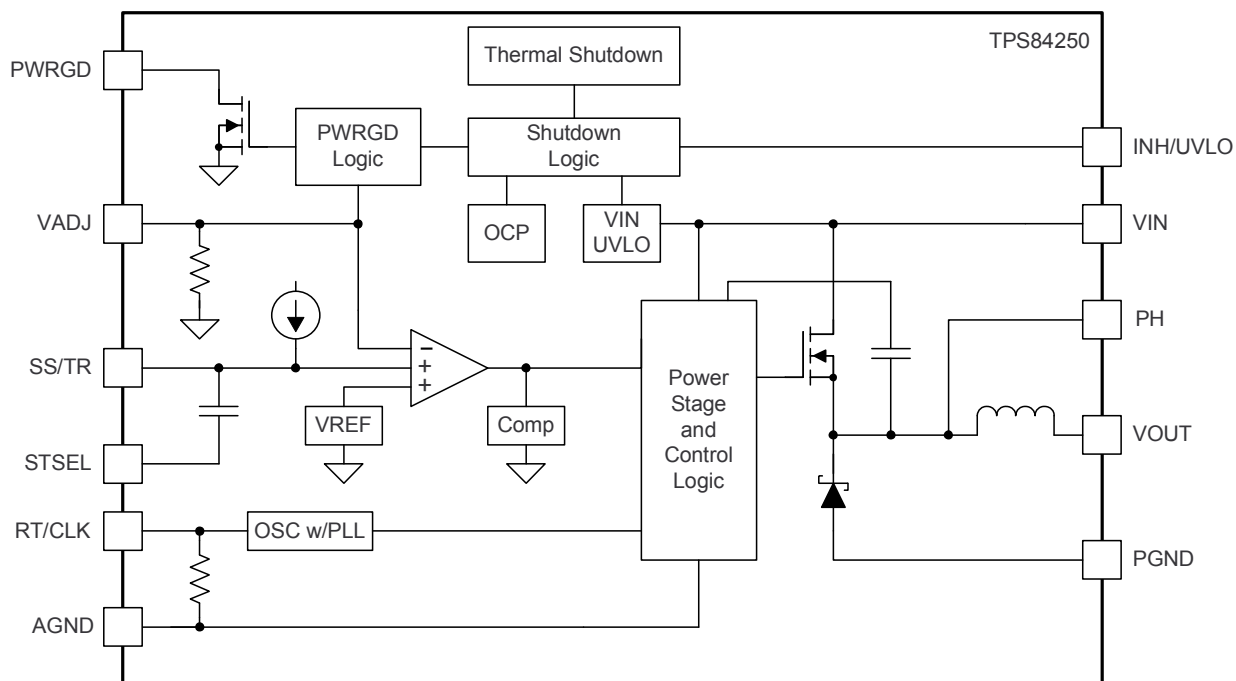 TPS84250
PWRGD
Thermal Shutdown
PWRGD
Logic
Shutdown
Logic
INH/UVLO
VADJ
OCP
VIN
UVLO
VIN
PH
SS/TR
−
+
+
VREF
Comp
Power
Stage
and
Control
Logic
VOUT
STSEL
RT/CLK
OSC w/PLL
PGND
AGND